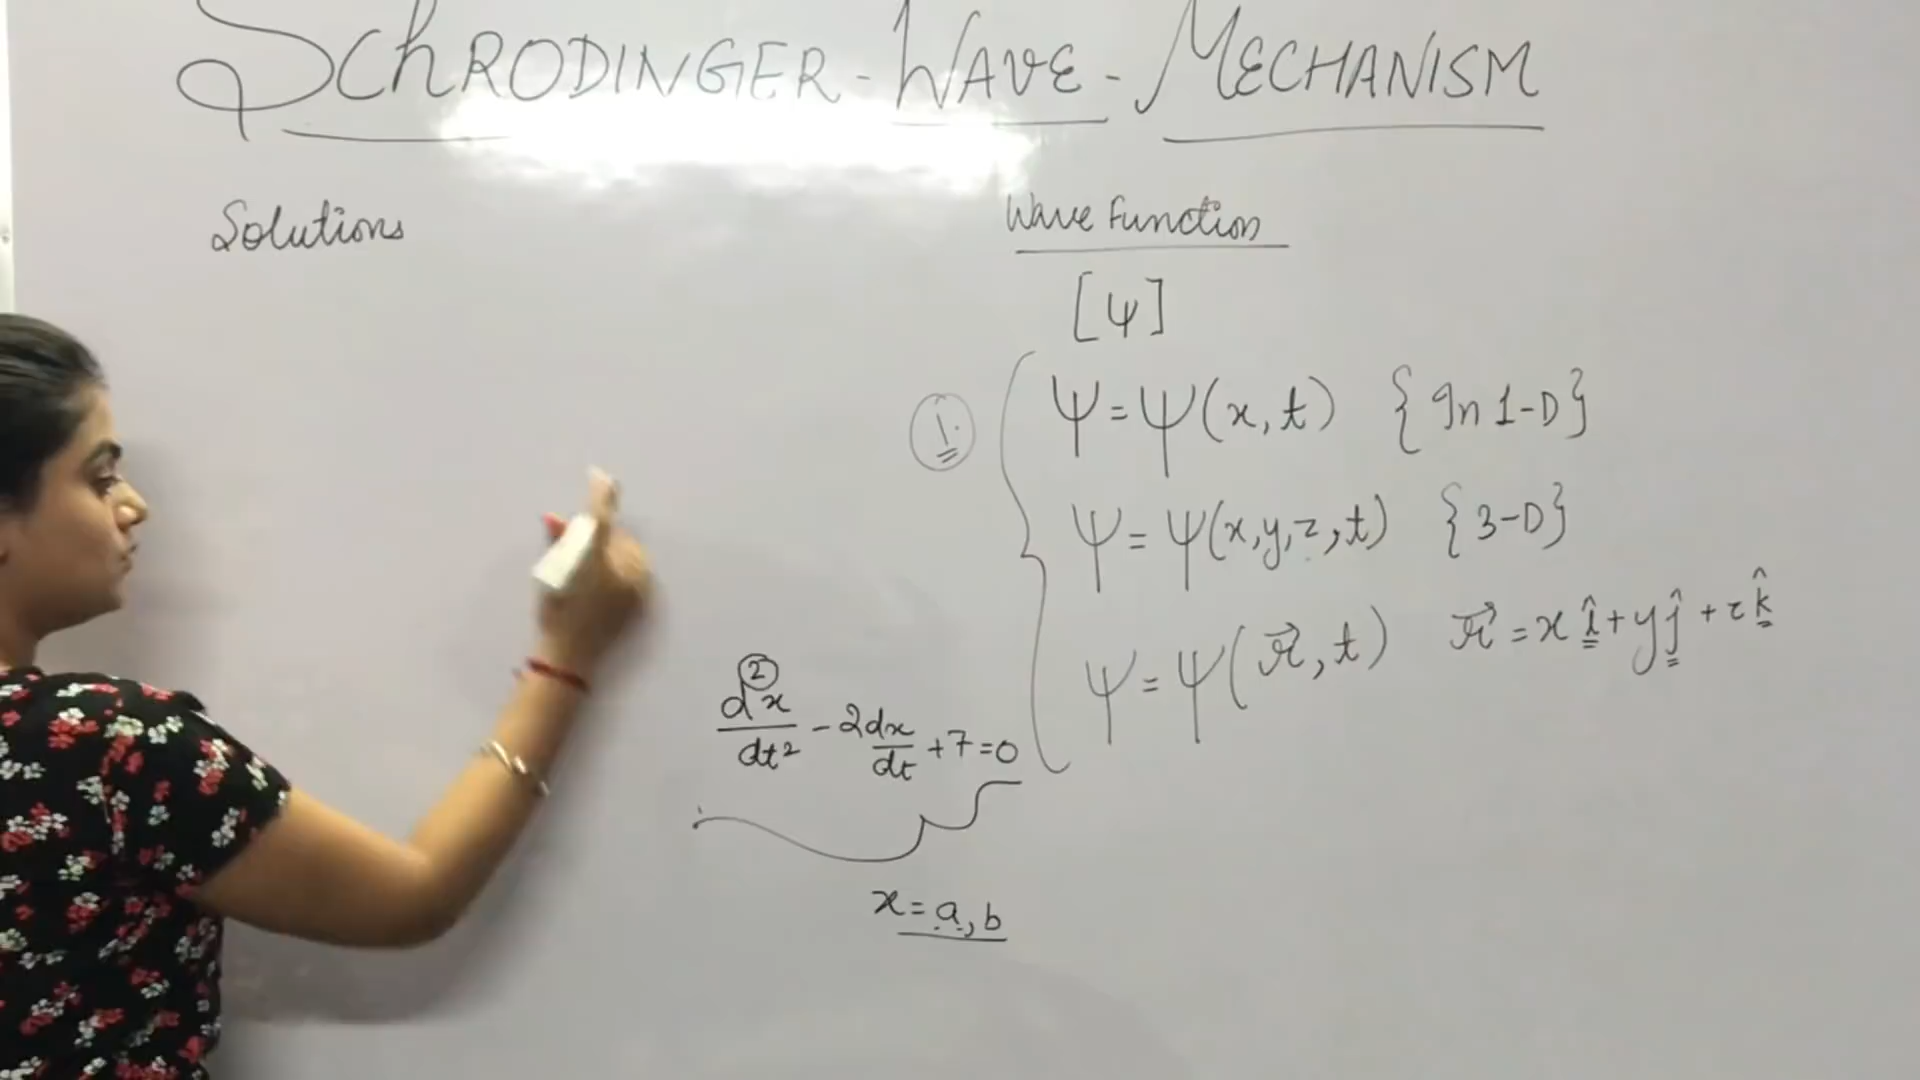 SCHRODINGER-WAVE-MECHANISM
Solutions
Wave Function
[ψ]
1.
ψ = ψ(x, t) {In 1-D}
ψ = ψ(x,y,z,t) {3-D}
ψ = ψ(r⃗, t) r⃗ = x î + y ĵ + z k̂
d²x/dt² - 2dx/dt + 7 = 0
x = a, b